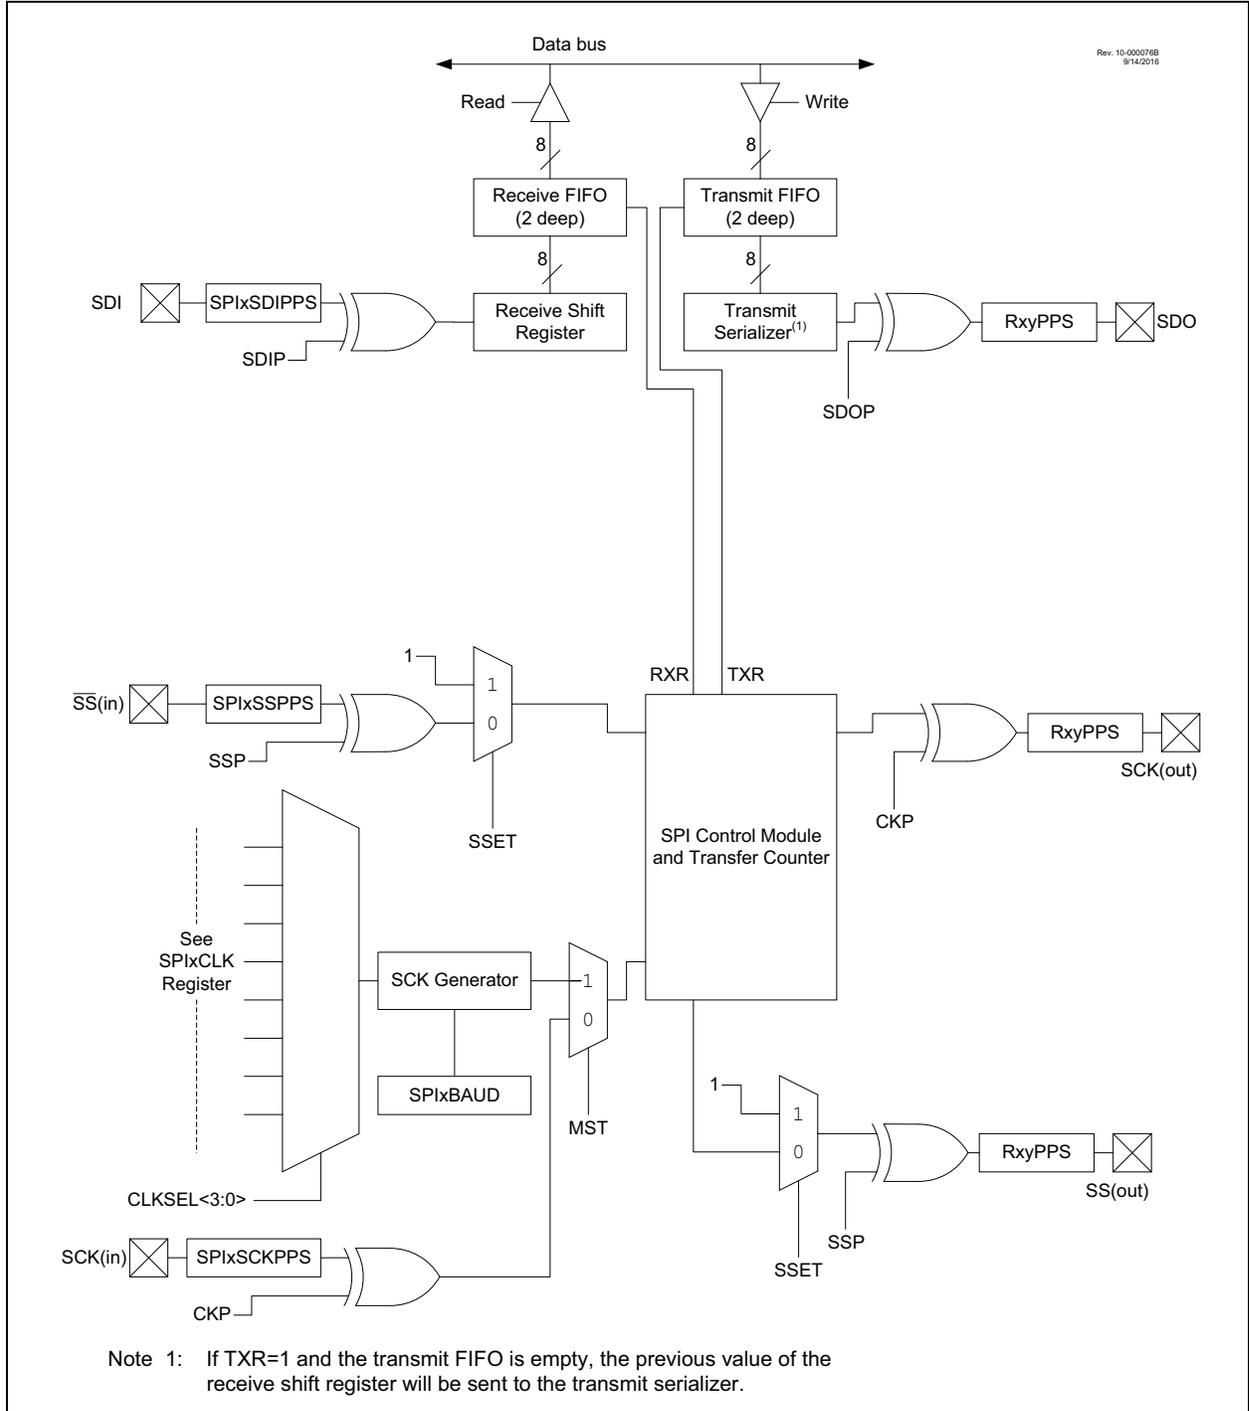 Data bus
Rev. 10-000076B
9/14/2016
Read
Write
8
8
Receive FIFO
(2 deep)
Transmit FIFO
(2 deep)
8
8
SDI
SPIxSDIPPS
SDIP
Receive Shift
Register
Transmit
Serializer(1)
RxyPPS
SDO
SDOP
RXR
TXR
1
SS(in)
SPIxSSPPS
SSP
1
0
SSET
RxyPPS
SCK(out)
CKP
SPI Control Module
and Transfer Counter
See
SPIxCLK
Register
SCK Generator
1
0
SPIxBAUD
MST
CLKSEL<3:0>
1
1
0
RxyPPS
SS(out)
SSP
SSET
SCK(in)
SPIxSCKPPS
CKP
Note 1: If TXR=1 and the transmit FIFO is empty, the previous value of the
receive shift register will be sent to the transmit serializer.